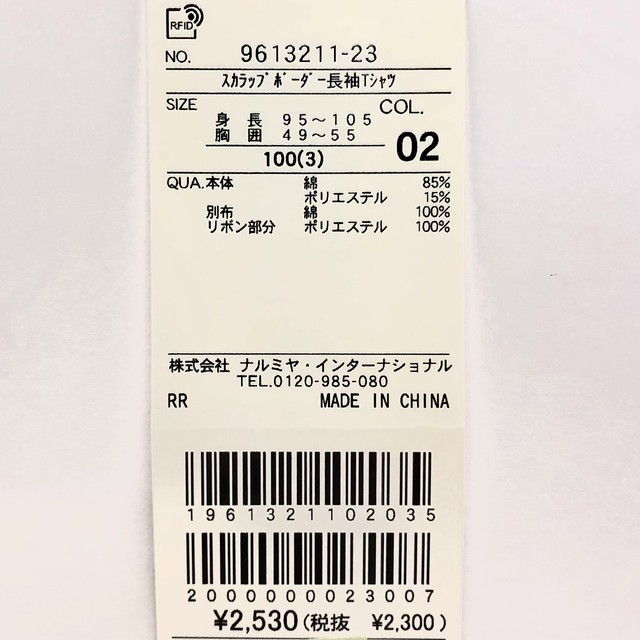 RFID
NO. 9613211-23
ｽｶﾗｯﾌﾟﾎﾞｰﾀﾞｰ長袖Tｼｬﾂ
SIZE COL.
身 長 95～105
胸 囲 49～55
100(3) 02
QUA. 本体 綿 85%
ポリエステル 15%
別布 綿 100%
リボン部分 ポリエステル 100%
株式会社 ナルミヤ・インターナショナル
TEL.0120-985-080
RR MADE IN CHINA
1961321102035
2000000023007
¥2,530(税抜 ¥2,300)